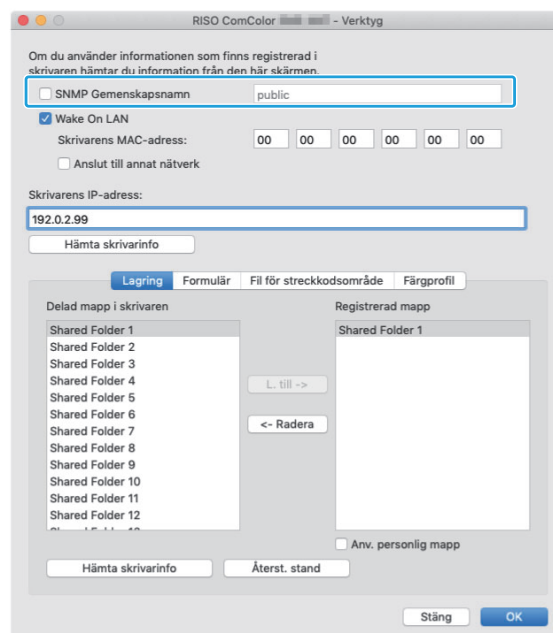 RISO ComColor - Verktyg
Om du använder informationen som finns registrerad i
skrivaren hämtar du information från den här skärmen.
SNMP Gemenskapsnamn public
Wake On LAN
Skrivarens MAC-adress: 00 00 00 00 00 00
Anslut till annat nätverk
Skrivarens IP-adress:
192.0.2.99
Hämta skrivarinfo
Lagring Formulär Fil för streckkodsområde Färgprofil
Delad mapp i skrivaren Registrerad mapp
Shared Folder 1 Shared Folder 1
Shared Folder 2
Shared Folder 3
Shared Folder 4
L. till ->
Shared Folder 5
Shared Folder 6
<- Radera
Shared Folder 7
Shared Folder 8
Shared Folder 9
Shared Folder 10
Shared Folder 11
Shared Folder 12
Anv. personlig mapp
Hämta skrivarinfo Återst. stand
Stäng OK